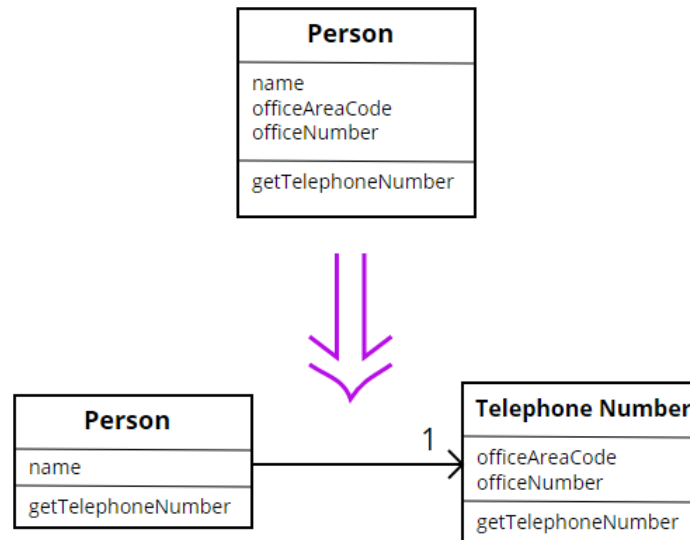 Person
name
officeAreaCode
officeNumber
getTelephoneNumber
Person
name
getTelephoneNumber
1
Telephone Number
officeAreaCode
officeNumber
getTelephoneNumber